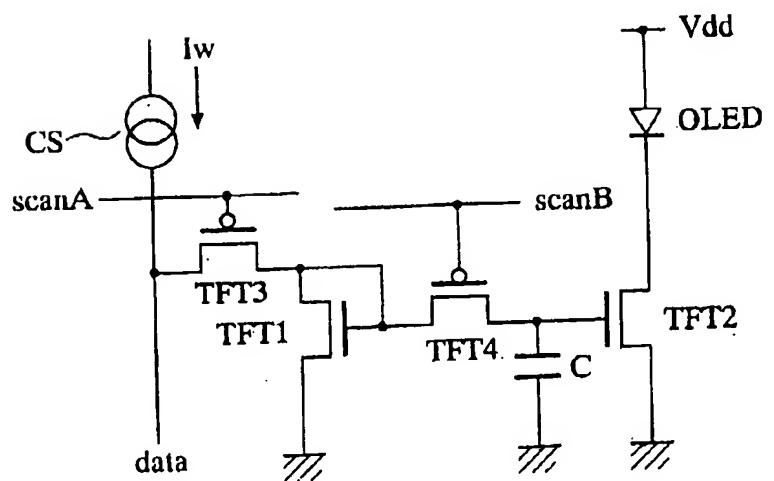 Iw
Vdd
CS
OLED
scanA
scanB
TFT3
TFT1
TFT4
C
TFT2
data